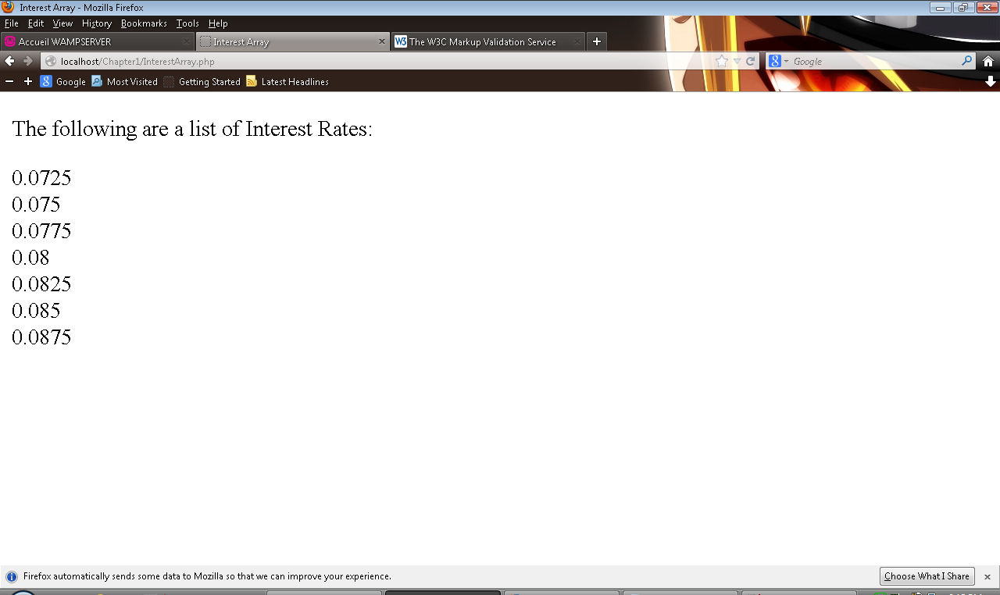 Interest Array - Mozilla Firefox
File Edit View History Bookmarks Tools Help
Accueil WAMPSERVER Interest Array W3 The W3C Markup Validation Service
localhost/Chapter1/InterestArray.php 8 Google
8 Google Most Visited Getting Started Latest Headlines
The following are a list of Interest Rates:
0.0725
0.075
0.0775
0.08
0.0825
0.085
0.0875
Firefox automatically sends some data to Mozilla so that we can improve your experience. Choose What I Share